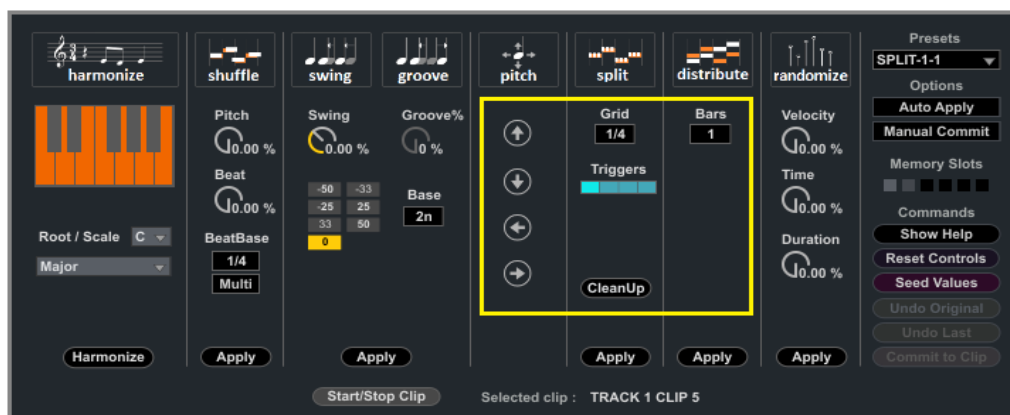 harmonize
shuffle
swing
groove
pitch
split
distribute
randomize
Presets
SPLIT-1-1
Options
Auto Apply
Manual Commit
Memory Slots
Commands
Show Help
Reset Controls
Seed Values
Undo Original
Undo Last
Commit to Clip
Root / Scale C
Major
Harmonize
Pitch
0.00 %
Beat
0.00 %
BeatBase
1/4
Multi
Apply
Swing
0.00 %
-50 -33
-25 25
33 50
0
Groove%
0 %
Base
2n
Apply
Grid
1/4
Triggers
CleanUp
Apply
Bars
1
Apply
Velocity
0.00 %
Time
0.00 %
Duration
0.00 %
Apply
Start/Stop Clip
Selected clip : TRACK 1 CLIP 5